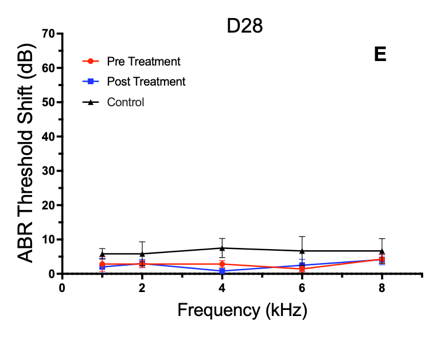 D28
E
Pre Treatment
Post Treatment
Control
ABR Threshold Shift (dB)
70
60
50
40
30
20
10
0
0 2 4 6 8
Frequency (kHz)